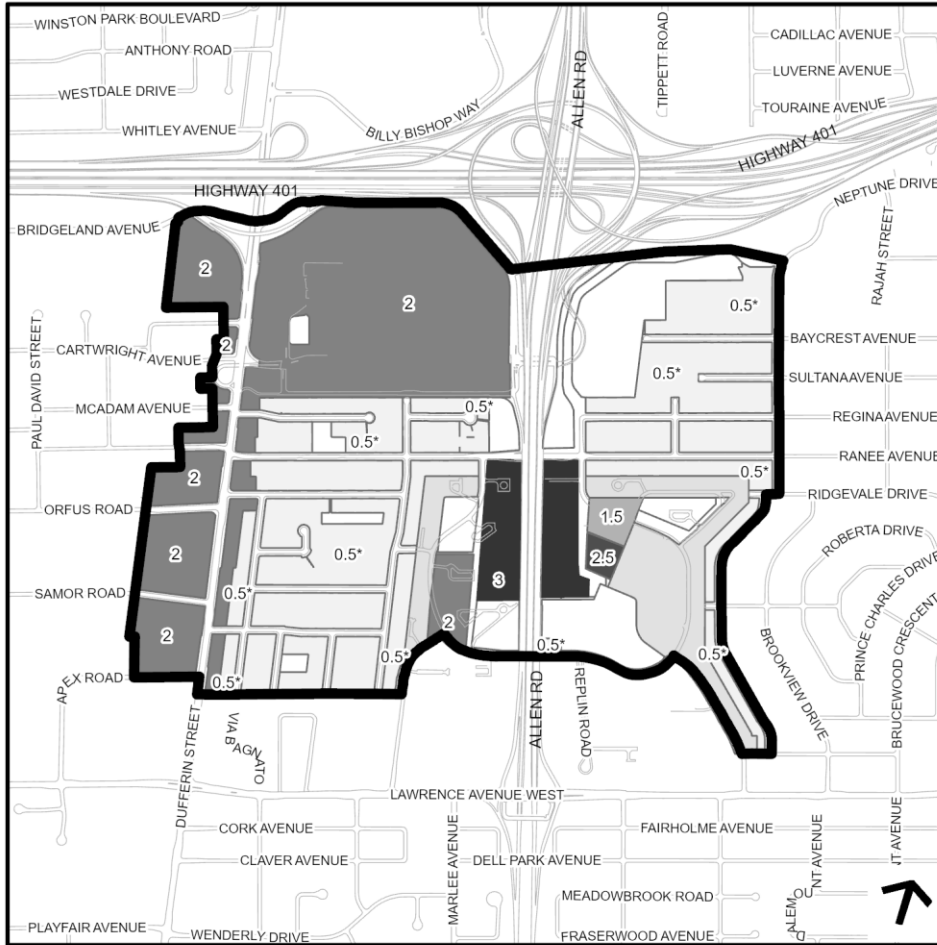 WINSTON PARK BOULEVARD
ANTHONY ROAD
WESTDALE DRIVE
WHITLEY AVENUE
BILLY BISHOP WAY
ALLEN RD
TIPPETT ROAD
CADILLAC AVENUE
LUVERNE AVENUE
TOURAINE AVENUE
HIGHWAY 401
HIGHWAY 401
NEPTUNE DRIVE
RAJAH STREET
BRIDGELAND AVENUE
2
2
0.5*
PAUL DAVID STREET
CARTWRIGHT AVENUE
2
BAYCREST AVENUE
0.5*
SULTANA AVENUE
MCADAM AVENUE
0.5*
REGINA AVENUE
0.5*
RANEE AVENUE
2
0.5*
RIDGEVALE DRIVE
ORFUS ROAD
1.5
ROBERTA DRIVE
2
0.5*
2.5
PRINCE CHARLES DRIVE
SAMOR ROAD
0.5*
3
2
2
0.5*
0.5*
0.5*
BROOKVIEW DRIVE
BRUCEWOOD CRESCENT
APEX ROAD
0.5*
DUFFERIN STREET
VIA BAGNATO
ALLEN RD
REPLIN ROAD
LAWRENCE AVENUE WEST
CORK AVENUE
MARLEE AVENUE
FAIRHOLME AVENUE
CLAVER AVENUE
DELL PARK AVENUE
NT AVENUE
NT AVENUE
MEADOWBROOK ROAD
ALEMOU
D
PLAYFAIR AVENUE
WENDERLY DRIVE
FRASERWOOD AVENUE